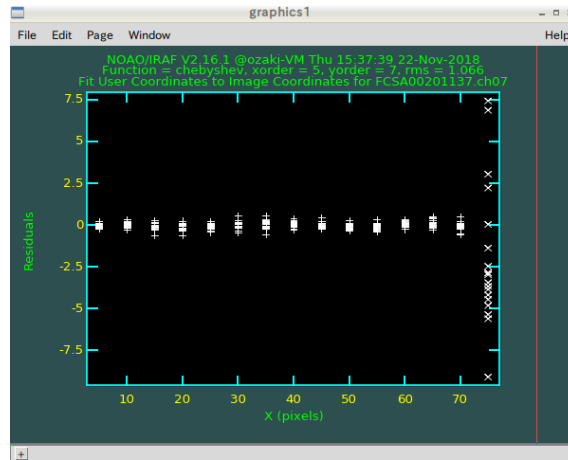 graphics1
File Edit Page Window Help
NOAO/IRAF V2.16.1 @ozaki-VM Thu 15:37:39 22-Nov-2018
Function = chebyshev, xorder = 5, yorder = 7, rms = 1.066
Fit User Coordinates to Image Coordinates for FCSA00201137.ch07
7.5
5
2.5
0
-2.5
-5
-7.5
Residuals
10 20 30 40 50 60 70
X (pixels)